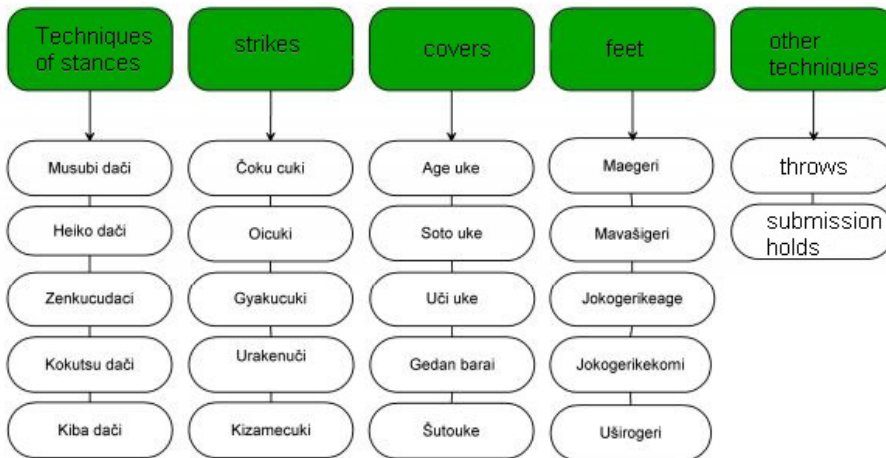 Techniques
of stances
strikes
covers
feet
other
techniques
Musubi dači
Heiko dači
Zenkucudaci
Kokutsu dači
Kiba dači
Čoku cuki
Oicuki
Gyakucuki
Urakenuči
Kizamecuki
Age uke
Soto uke
Uči uke
Gedan barai
Šutouke
Maegeri
Mavašigeri
Jokogerikeage
Jokogerikekomi
Uširogeri
throws
submission
holds